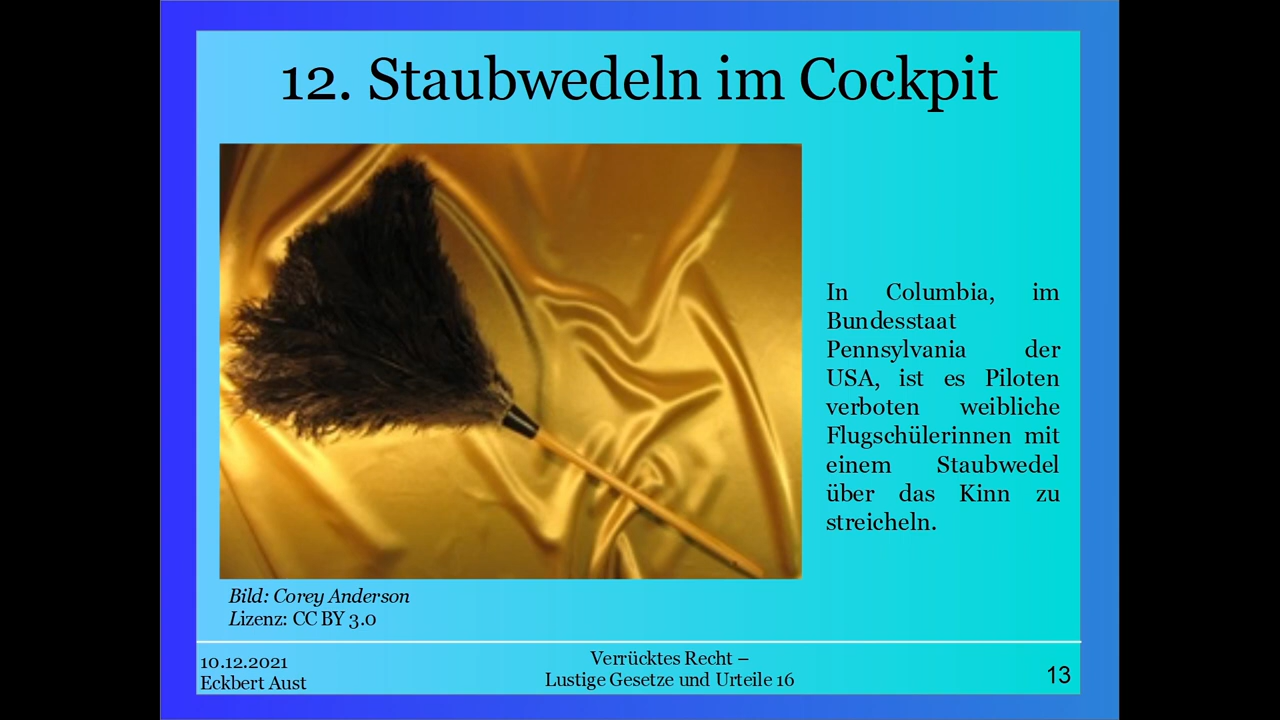 12. Staubwedeln im Cockpit
In Columbia, im
Bundesstaat
Pennsylvania der
USA, ist es Piloten
verboten weibliche
Flugschülerinnen mit
einem Staubwedel
über das Kinn zu
streicheln.
Bild: Corey Anderson
Lizenz: CC BY 3.0
10.12.2021
Eckbert Aust
Verrücktes Recht –
Lustige Gesetze und Urteile 16
13